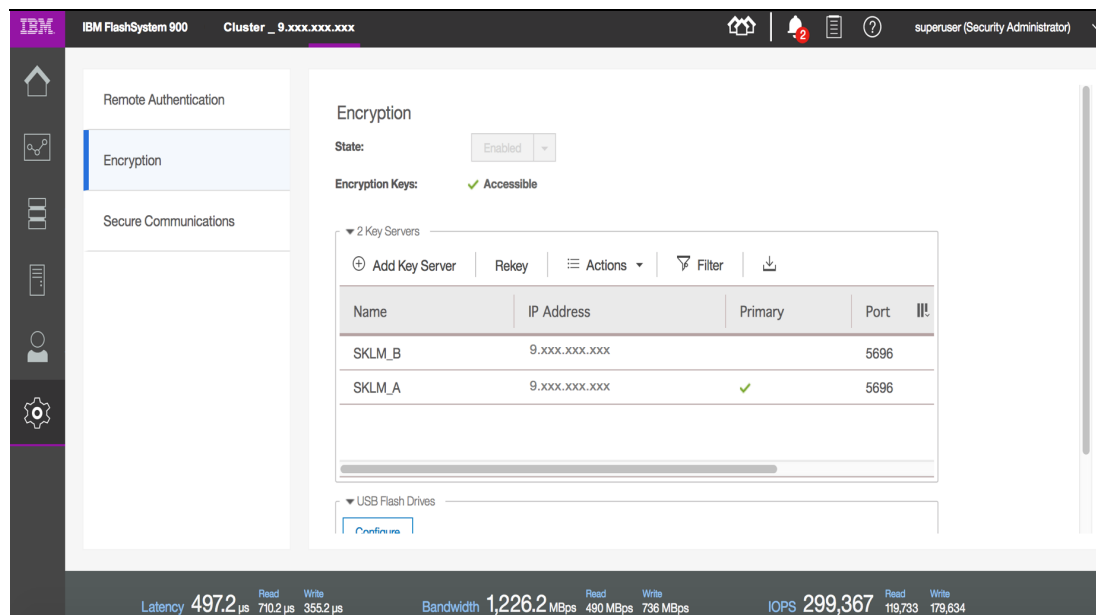 IBM IBM FlashSystem 900 Cluster _ 9.xxx.xxx.xxx 2 superuser (Security Administrator)
Remote Authentication
Encryption
Secure Communications
Encryption
State: Enabled
Encryption Keys: Accessible
2 Key Servers
Add Key Server Rekey Actions Filter
Name IP Address Primary Port
SKLM_B 9.xxx.xxx.xxx 5696
SKLM_A 9.xxx.xxx.xxx 5696
USB Flash Drives
Configure
Latency 497.2 µs Read 710.2 µs Write 355.2 µs Bandwidth 1,226.2 MBps Read 490 MBps Write 736 MBps IOPS 299,367 Read 119,733 Write 179,634